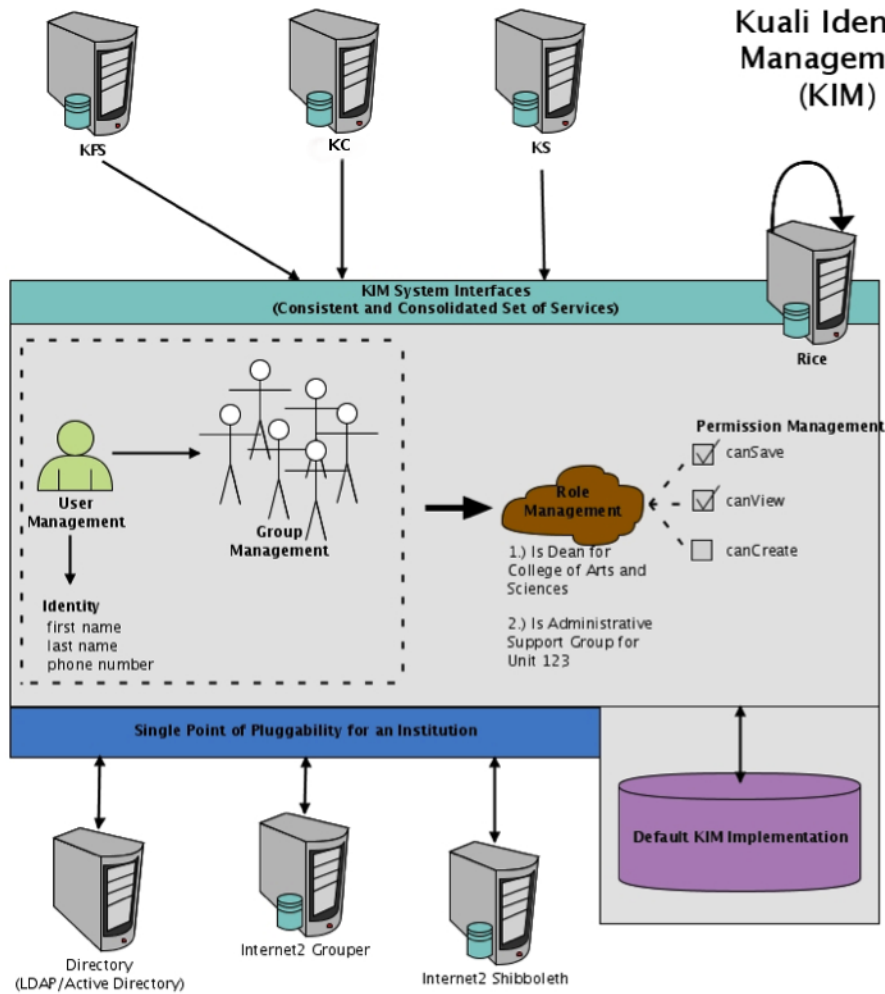 Kuali Iden
Managem
(KIM)
KFS
KC
KS
KIM System Interfaces
(Consistent and Consolidated Set of Services)
Rice
User
Management
Group
Management
Identity
first name
last name
phone number
Role
Management
1.) Is Dean for
College of Arts and
Sciences
2.) Is Administrative
Support Group for
Unit 123
Permission Management
canSave
canView
canCreate
Single Point of Pluggability for an Institution
Default KIM Implementation
Directory
(LDAP/Active Directory)
Internet2 Grouper
Internet2 Shibboleth